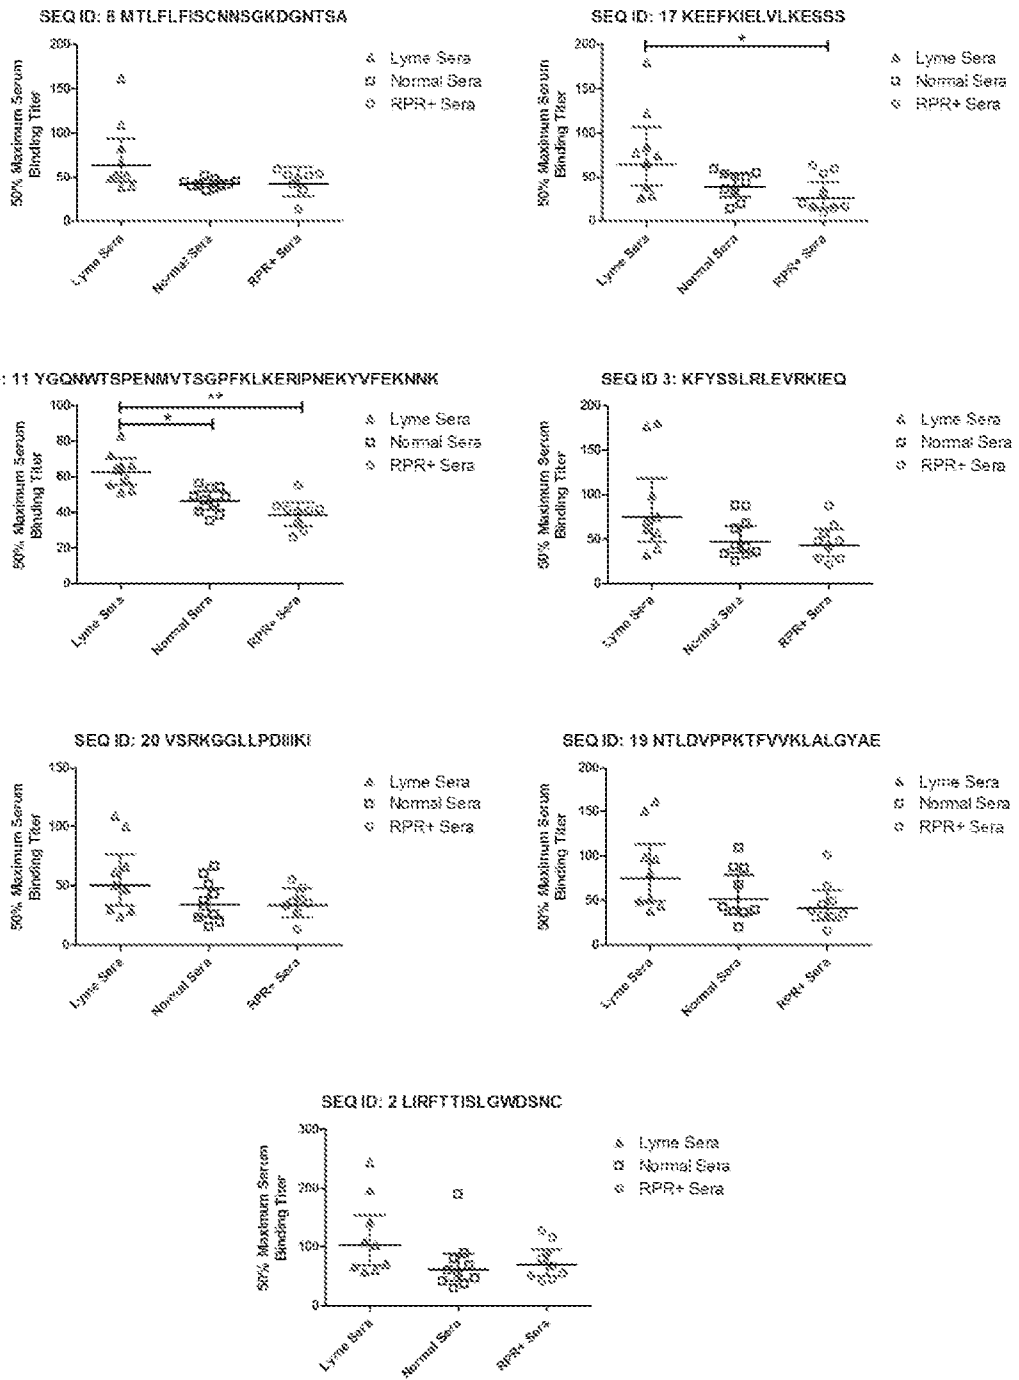 SEQ ID: 8 MTLFLFISCNNSGKDGNTSA
50% Maximum Serum
Binding Titer
200
150
100
50
0
Lyme Sera
Normal Sera
RPR+ Sera
Lyme Sera
Normal Sera
RPR+ Sera
SEQ ID: 17 KEEFKIELVLKESSS
50% Maximum Serum
Binding Titer
200
150
100
50
0
*
Lyme Sera
Normal Sera
RPR+ Sera
Lyme Sera
Normal Sera
RPR+ Sera
: 11 YGQNWTSPENMVTSGPFKLKERIPNEKYVFEKNNK
50% Maximum Serum
Binding Titer
100
80
60
40
20
0
**
*
Lyme Sera
Normal Sera
RPR+ Sera
Lyme Sera
Normal Sera
RPR+ Sera
SEQ ID 3: KFYSSLRLEVRKIEQ
50% Maximum Serum
Binding Titer
200
150
100
50
0
Lyme Sera
Normal Sera
RPR+ Sera
Lyme Sera
Normal Sera
RPR+ Sera
SEQ ID: 20 VSRKGGLLPDIIIKI
50% Maximum Serum
Binding Titer
150
100
50
0
Lyme Sera
Normal Sera
RPR+ Sera
Lyme Sera
Normal Sera
RPR+ Sera
SEQ ID: 19 NTLDVPPKTFVVKLALGYAE
50% Maximum Serum
Binding Titer
200
150
100
50
0
Lyme Sera
Normal Sera
RPR+ Sera
Lyme Sera
Normal Sera
RPR+ Sera
SEQ ID: 2 LIRFTTISLGWDSNC
50% Maximum Serum
Binding Titer
300
200
100
0
Lyme Sera
Normal Sera
RPR+ Sera
Lyme Sera
Normal Sera
RPR+ Sera